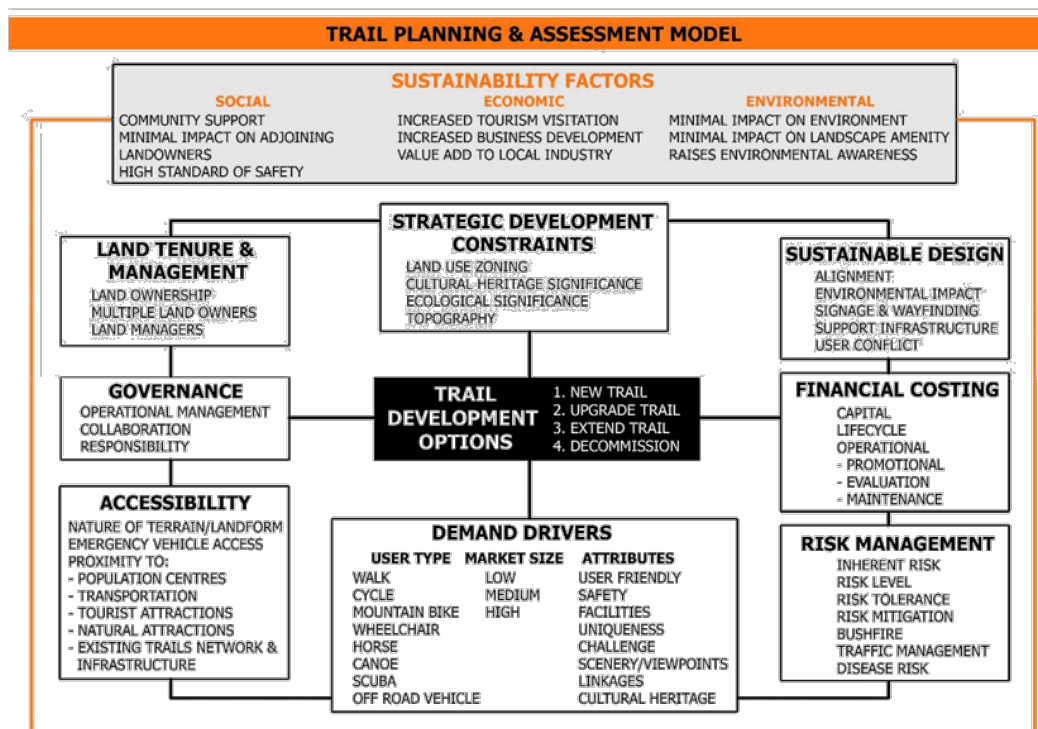 TRAIL PLANNING & ASSESSMENT MODEL
SUSTAINABILITY FACTORS
SOCIAL
COMMUNITY SUPPORT
MINIMAL IMPACT ON ADJOINING
LANDOWNERS
HIGH STANDARD OF SAFETY
ECONOMIC
INCREASED TOURISM VISITATION
INCREASED BUSINESS DEVELOPMENT
VALUE ADD TO LOCAL INDUSTRY
ENVIRONMENTAL
MINIMAL IMPACT ON ENVIRONMENT
MINIMAL IMPACT ON LANDSCAPE AMENITY
RAISES ENVIRONMENTAL AWARENESS
LAND TENURE &
MANAGEMENT
LAND OWNERSHIP
MULTIPLE LAND OWNERS
LAND MANAGERS
STRATEGIC DEVELOPMENT
CONSTRAINTS
LAND USE ZONING
CULTURAL HERITAGE SIGNIFICANCE
ECOLOGICAL SIGNIFICANCE
TOPOGRAPHY
SUSTAINABLE DESIGN
ALIGNMENT
ENVIRONMENTAL IMPACT
SIGNAGE & WAYFINDING
SUPPORT INFRASTRUCTURE
USER CONFLICT
GOVERNANCE
OPERATIONAL MANAGEMENT
COLLABORATION
RESPONSIBILITY
TRAIL
DEVELOPMENT
OPTIONS
1. NEW TRAIL
2. UPGRADE TRAIL
3. EXTEND TRAIL
4. DECOMMISSION
FINANCIAL COSTING
CAPITAL
LIFECYCLE
OPERATIONAL
- PROMOTIONAL
- EVALUATION
- MAINTENANCE
ACCESSIBILITY
NATURE OF TERRAIN/LANDFORM
EMERGENCY VEHICLE ACCESS
PROXIMITY TO:
- POPULATION CENTRES
- TRANSPORTATION
- TOURIST ATTRACTIONS
- NATURAL ATTRACTIONS
- EXISTING TRAILS NETWORK &
INFRASTRUCTURE
DEMAND DRIVERS
USER TYPE
WALK
CYCLE
MOUNTAIN BIKE
WHEELCHAIR
HORSE
CANOE
SCUBA
OFF ROAD VEHICLE
MARKET SIZE
LOW
MEDIUM
HIGH
ATTRIBUTES
USER FRIENDLY
SAFETY
FACILITIES
UNIQUENESS
CHALLENGE
SCENERY/VIEWPOINTS
LINKAGES
CULTURAL HERITAGE
RISK MANAGEMENT
INHERENT RISK
RISK LEVEL
RISK TOLERANCE
RISK MITIGATION
BUSHFIRE
TRAFFIC MANAGEMENT
DISEASE RISK